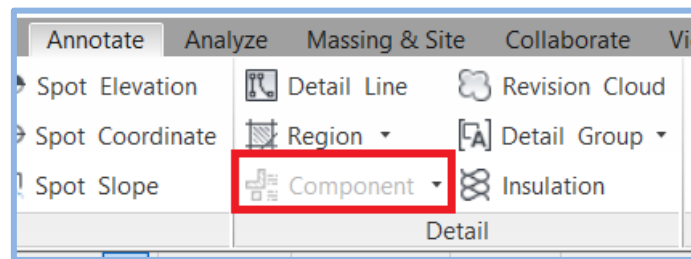 Annotate Analyze Massing & Site Collaborate
Spot Elevation Detail Line Revision Cloud
Spot Coordinate Region Detail Group
Spot Slope Component Insulation
Detail